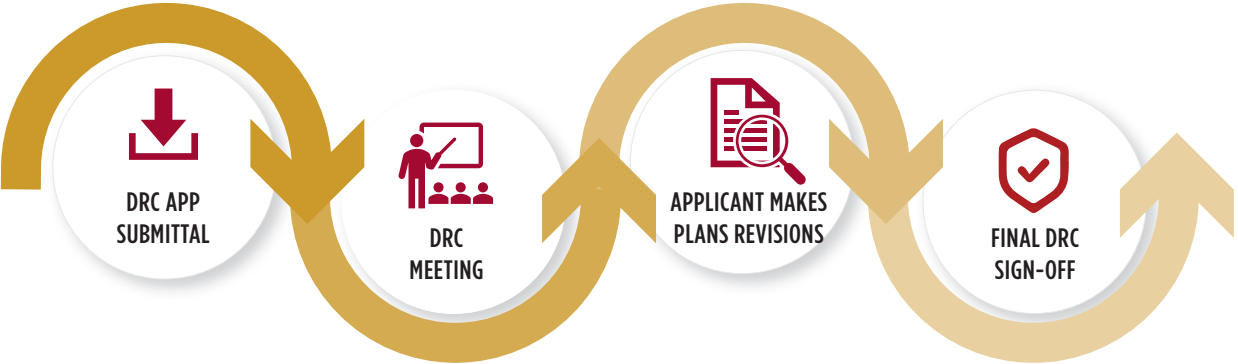 DRC APP
SUBMITTAL
DRC
MEETING
APPLICANT MAKES
PLANS REVISIONS
FINAL DRC
SIGN-OFF